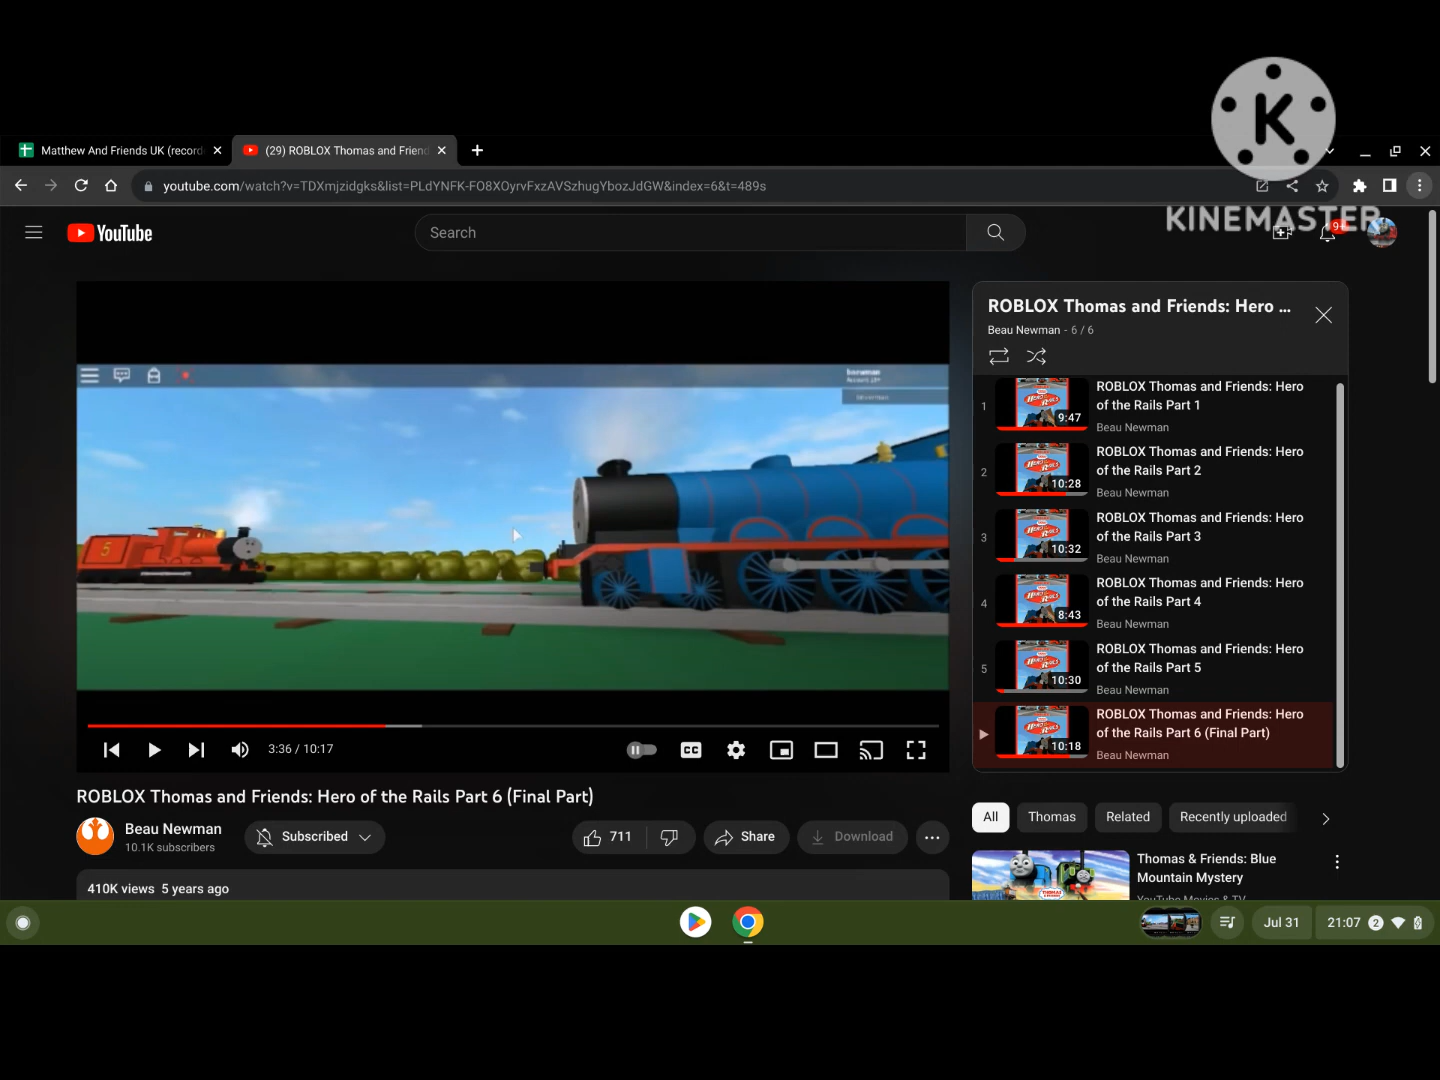 K
KINEMASTER
Matthew And Friends UK (record
(29) ROBLOX Thomas and Friend
youtube.com/watch?v=TDXmjzidgks&list=PLdYNFK-FO8XOyrvFxzAVSzhugYbozJdGW&index=6&t=489s
YouTube
Search
9+
5
3:36 / 10:17
CC
ROBLOX Thomas and Friends: Hero of the Rails Part 6 (Final Part)
Beau Newman
10.1K subscribers
Subscribed
711
Share
Download
410K views 5 years ago
ROBLOX Thomas and Friends: Hero ...
Beau Newman - 6 / 6
1
9:47
ROBLOX Thomas and Friends: Hero
of the Rails Part 1
Beau Newman
2
10:28
ROBLOX Thomas and Friends: Hero
of the Rails Part 2
Beau Newman
3
10:32
ROBLOX Thomas and Friends: Hero
of the Rails Part 3
Beau Newman
4
8:43
ROBLOX Thomas and Friends: Hero
of the Rails Part 4
Beau Newman
5
10:30
ROBLOX Thomas and Friends: Hero
of the Rails Part 5
Beau Newman
10:18
ROBLOX Thomas and Friends: Hero
of the Rails Part 6 (Final Part)
Beau Newman
All
Thomas
Related
Recently uploaded
Thomas & Friends: Blue
Mountain Mystery
YouTube Movies & TV
Jul 31
21:07
2